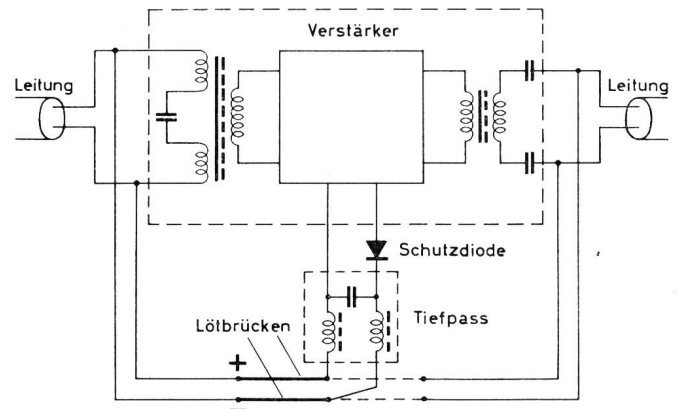 Verstärker
Leitung
Leitung
Schutzdiode
Tiefpass
Lötbrücken
+
−